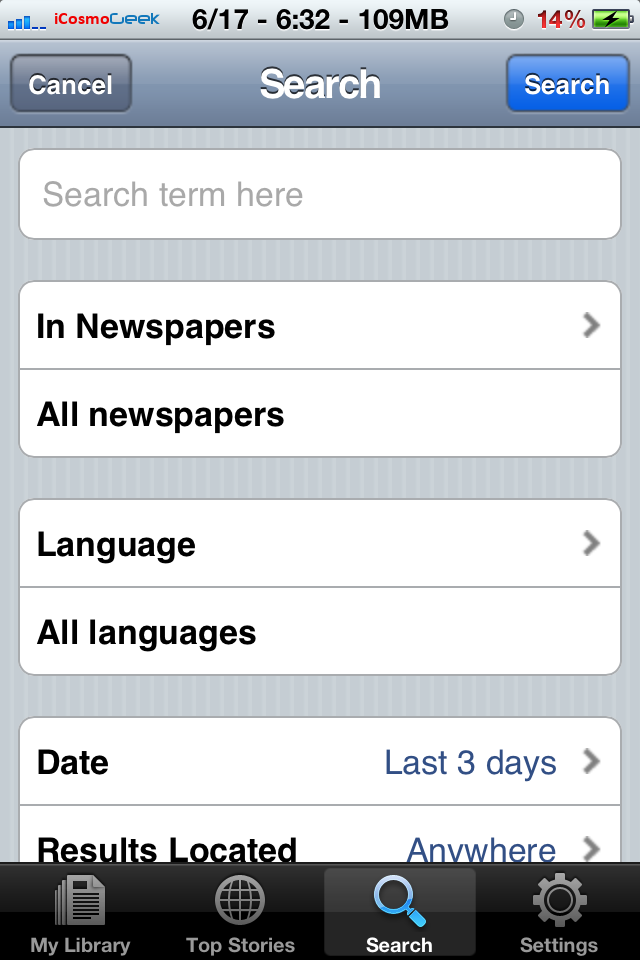 iCosmoGeek 6/17 - 6:32 - 109MB 14%
Cancel Search Search
Search term here
In Newspapers
All newspapers
Language
All languages
Date Last 3 days
Results Located Anywhere
My Library Top Stories Search Settings